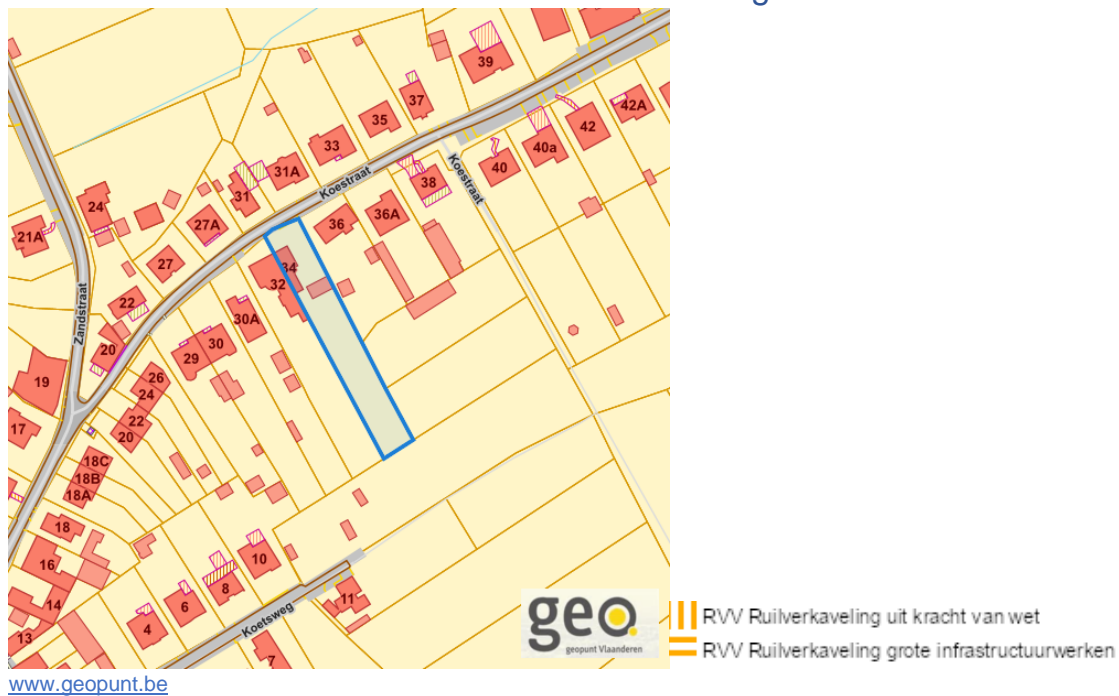 39
37
35
33
31A
31
Koestraat
42A
42
40a
40
Koestraat
38
36A
36
24
21A
27A
27
34
32
22
30A
Zandstraat
20
30
29
19
26
24
22
20
17
18C
18B
18A
18
16
14
13
10
8
6
4
11
Koetsweg
7
geo
geopunt Vlaanderen
RVV Ruilverkaveling uit kracht van wet
RVV Ruilverkaveling grote infrastructuurwerken
www.geopunt.be